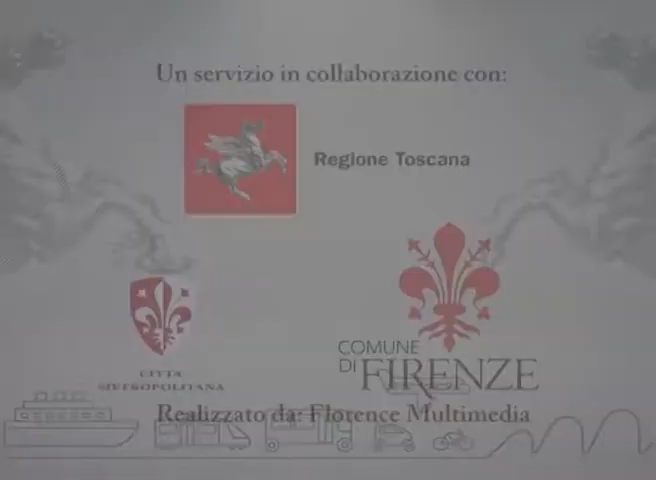 Un servizio in collaborazione con:
Regione Toscana
CITTÀ
METROPOLITANA
COMUNE
DI FIRENZE
Realizzato da: Florence Multimedia